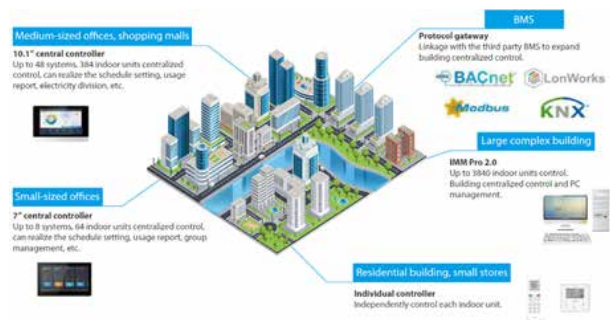 Medium-sized offices, shopping malls
10.1" central controller
Up to 48 systems, 384 indoor units centralized
control, can realize the schedule setting, usage
report, electricity division, etc.
BMS
Protocol gateway
Linkage with the third party BMS to expand
building centralized control.
BACnet
LonWorks
Modbus
KNX
Large complex building
IMM Pro 2.0
Up to 3840 indoor units control.
Building centralized control and PC
management.
Small-sized offices
7" central controller
Up to 8 systems, 64 indoor units centralized control,
can realize the schedule setting, usage report, group
management, etc.
Residential building, small stores
Individual controller
Independently control each indoor unit.